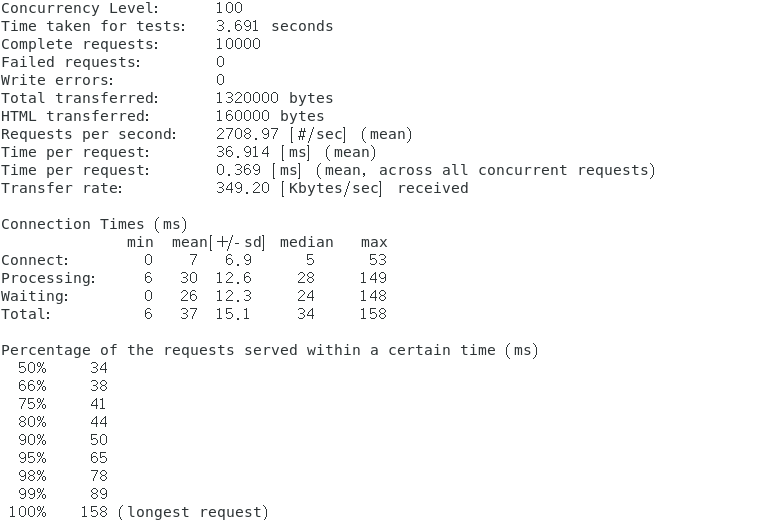 Concurrency Level:      100
Time taken for tests:   3.691 seconds
Complete requests:      10000
Failed requests:        0
Write errors:           0
Total transferred:      1320000 bytes
HTML transferred:       160000 bytes
Requests per second:    2708.97 [#/sec] (mean)
Time per request:       36.914 [ms] (mean)
Time per request:       0.369 [ms] (mean, across all concurrent requests)
Transfer rate:          349.20 [Kbytes/sec] received

Connection Times (ms)
              min  mean[+/-sd] median   max
Connect:        0    7   6.9      5      53
Processing:     6   30  12.6     28     149
Waiting:        0   26  12.3     24     148
Total:          6   37  15.1     34     158

Percentage of the requests served within a certain time (ms)
  50%     34
  66%     38
  75%     41
  80%     44
  90%     50
  95%     65
  98%     78
  99%     89
 100%    158 (longest request)